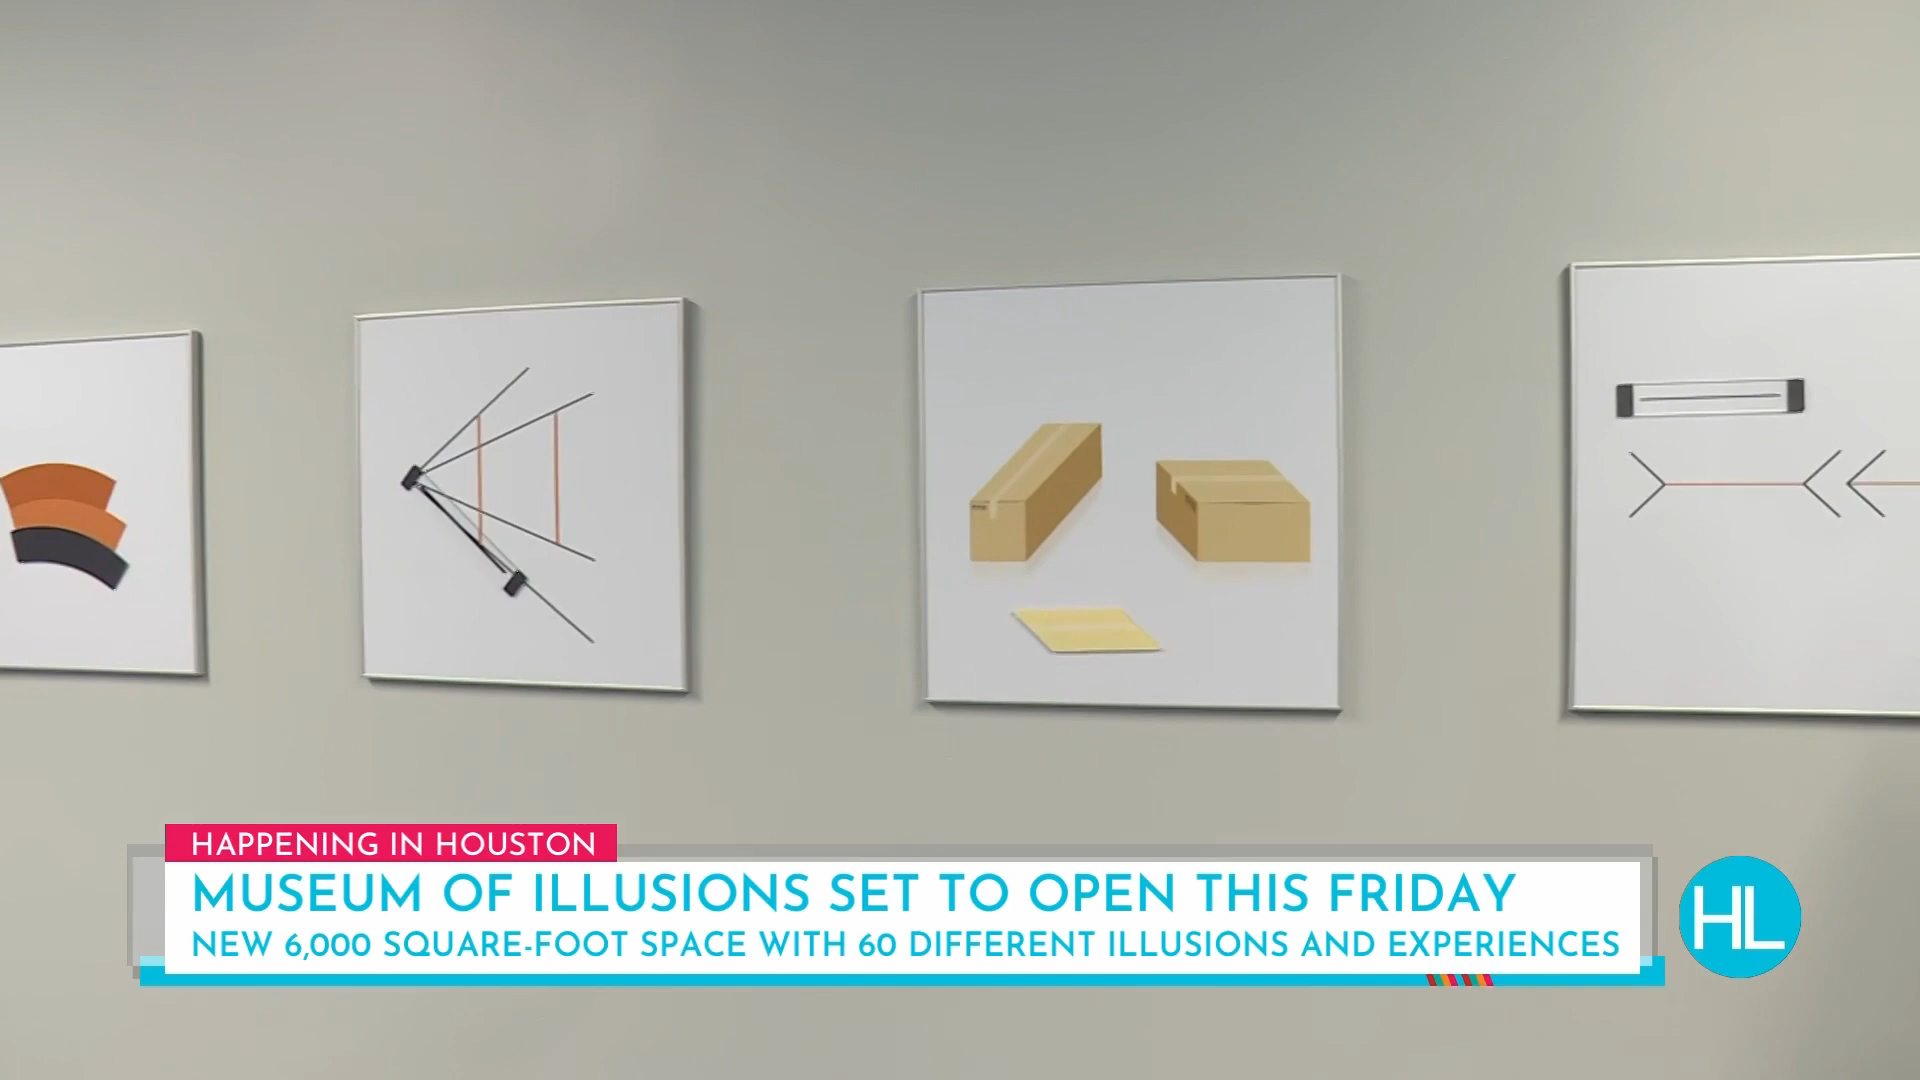 HAPPENING IN HOUSTON
MUSEUM OF ILLUSIONS SET TO OPEN THIS FRIDAY
NEW 6,000 SQUARE-FOOT SPACE WITH 60 DIFFERENT ILLUSIONS AND EXPERIENCES
HL